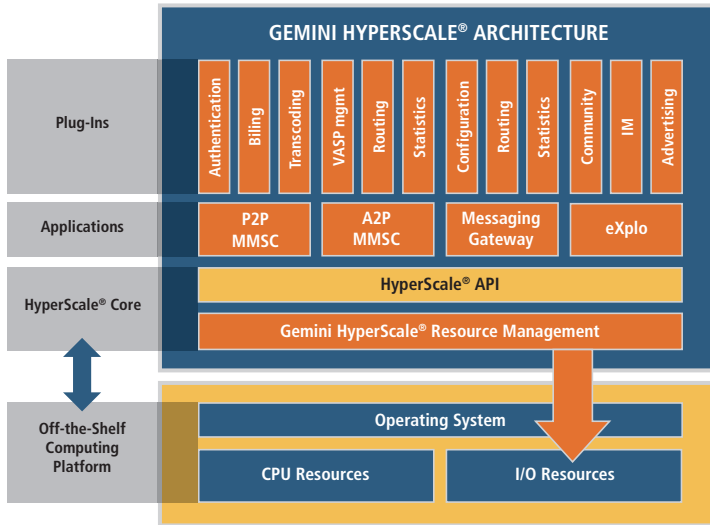 GEMINI HYPERSCALE® ARCHITECTURE
Plug-Ins
Authentication
Biling
Transcoding
VASP mgmt
Routing
Statistics
Configuration
Routing
Statistics
Community
IM
Advertising
Applications
P2P
MMSC
A2P
MMSC
Messaging
Gateway
eXplo
HyperScale® Core
HyperScale® API
Gemini HyperScale® Resource Management
Off-the-Shelf
Computing
Platform
Operating System
CPU Resources
I/O Resources